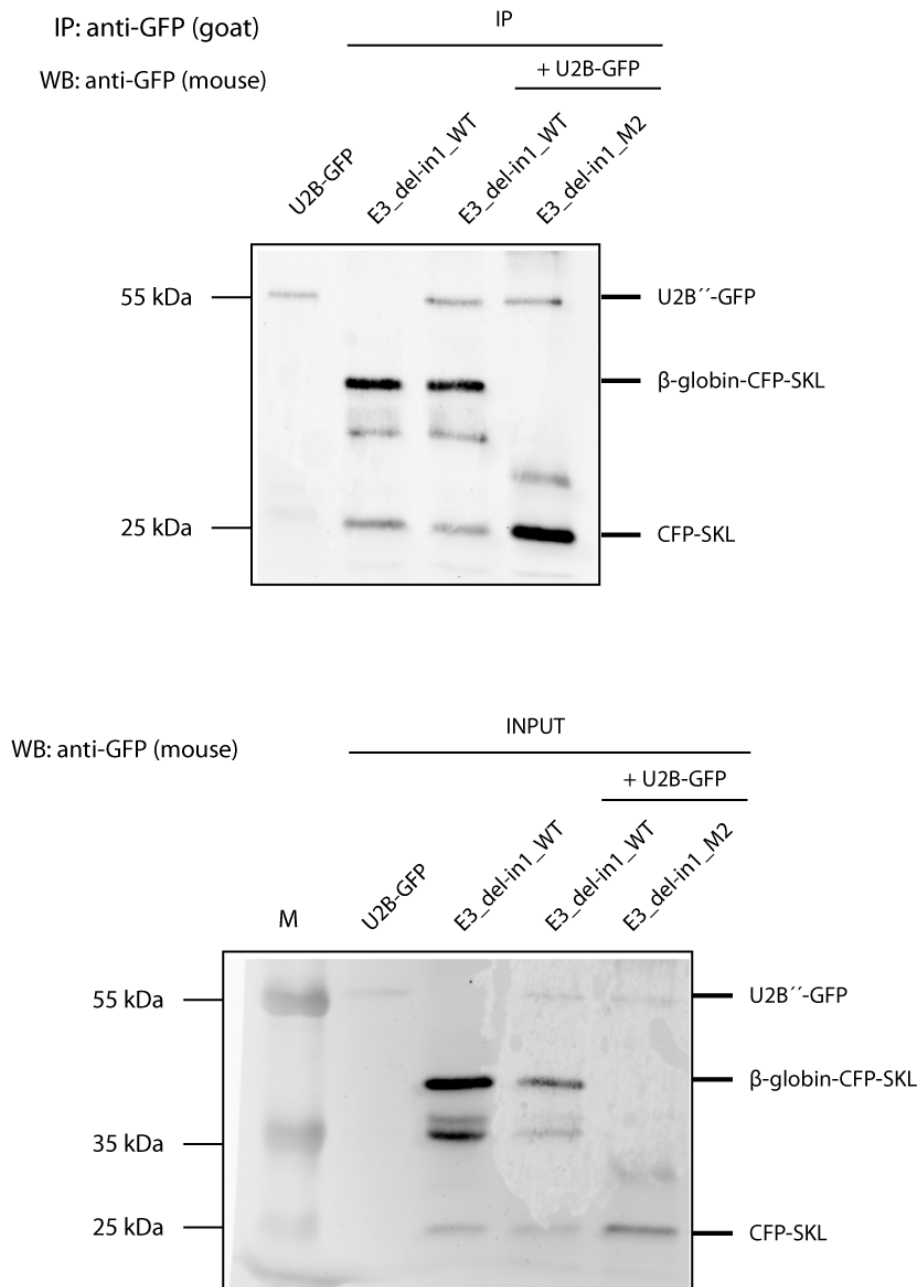 IP: anti-GFP (goat)
IP
WB: anti-GFP (mouse)
+ U2B-GFP
U2B-GFP
E3_del-in1_WT
E3_del-in1_WT
E3_del-in1_M2
55 kDa
U2B´´-GFP
β-globin-CFP-SKL
25 kDa
CFP-SKL
INPUT
WB: anti-GFP (mouse)
+ U2B-GFP
M
U2B-GFP
E3_del-in1_WT
E3_del-in1_WT
E3_del-in1_M2
55 kDa
U2B´´-GFP
β-globin-CFP-SKL
35 kDa
25 kDa
CFP-SKL